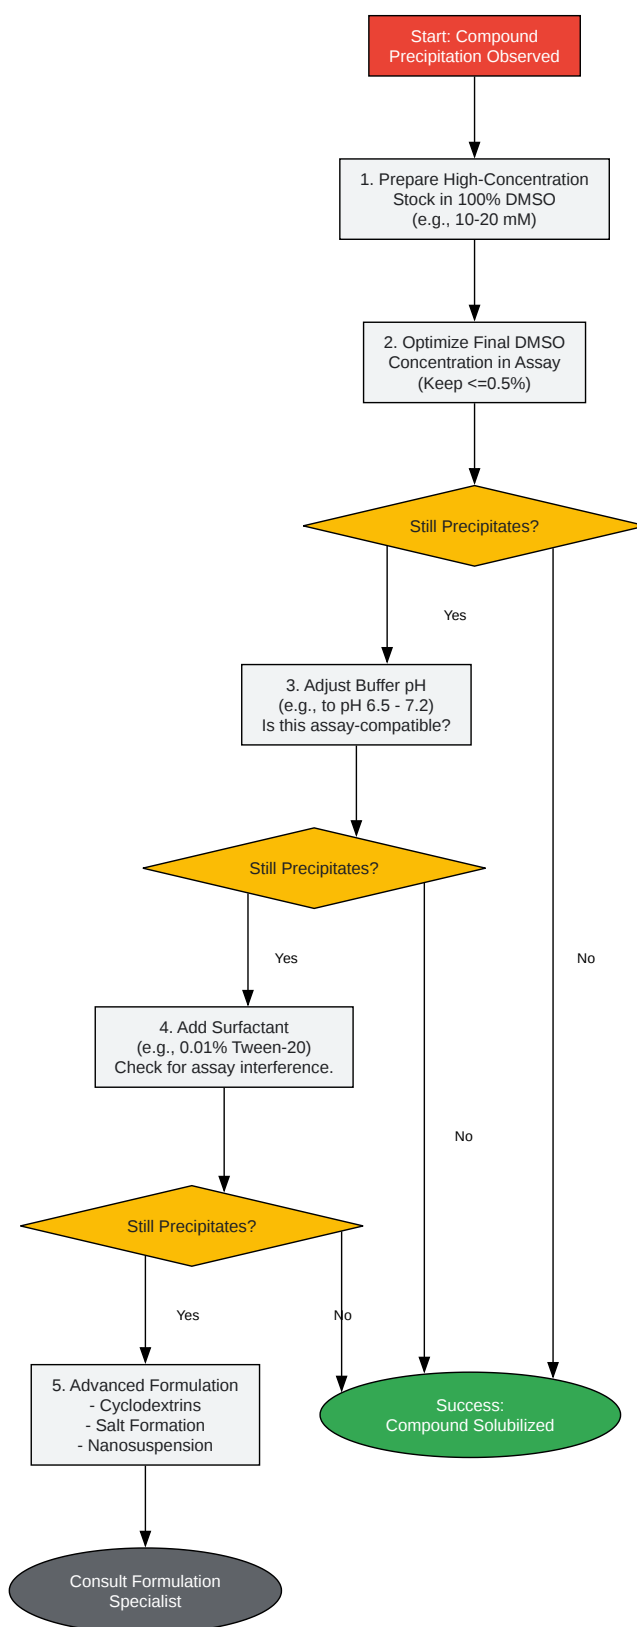 Start: Compound
Precipitation Observed
1. Prepare High-Concentration
Stock in 100% DMSO
(e.g., 10-20 mM)
2. Optimize Final DMSO
Concentration in Assay
(Keep <=0.5%)
Still Precipitates?
Yes
3. Adjust Buffer pH
(e.g., to pH 6.5 - 7.2)
Is this assay-compatible?
Still Precipitates?
Yes
No
4. Add Surfactant
(e.g., 0.01% Tween-20)
Check for assay interference.
No
Still Precipitates?
Yes
No
5. Advanced Formulation
- Cyclodextrins
- Salt Formation
- Nanosuspension
Success:
Compound Solubilized
Consult Formulation
Specialist